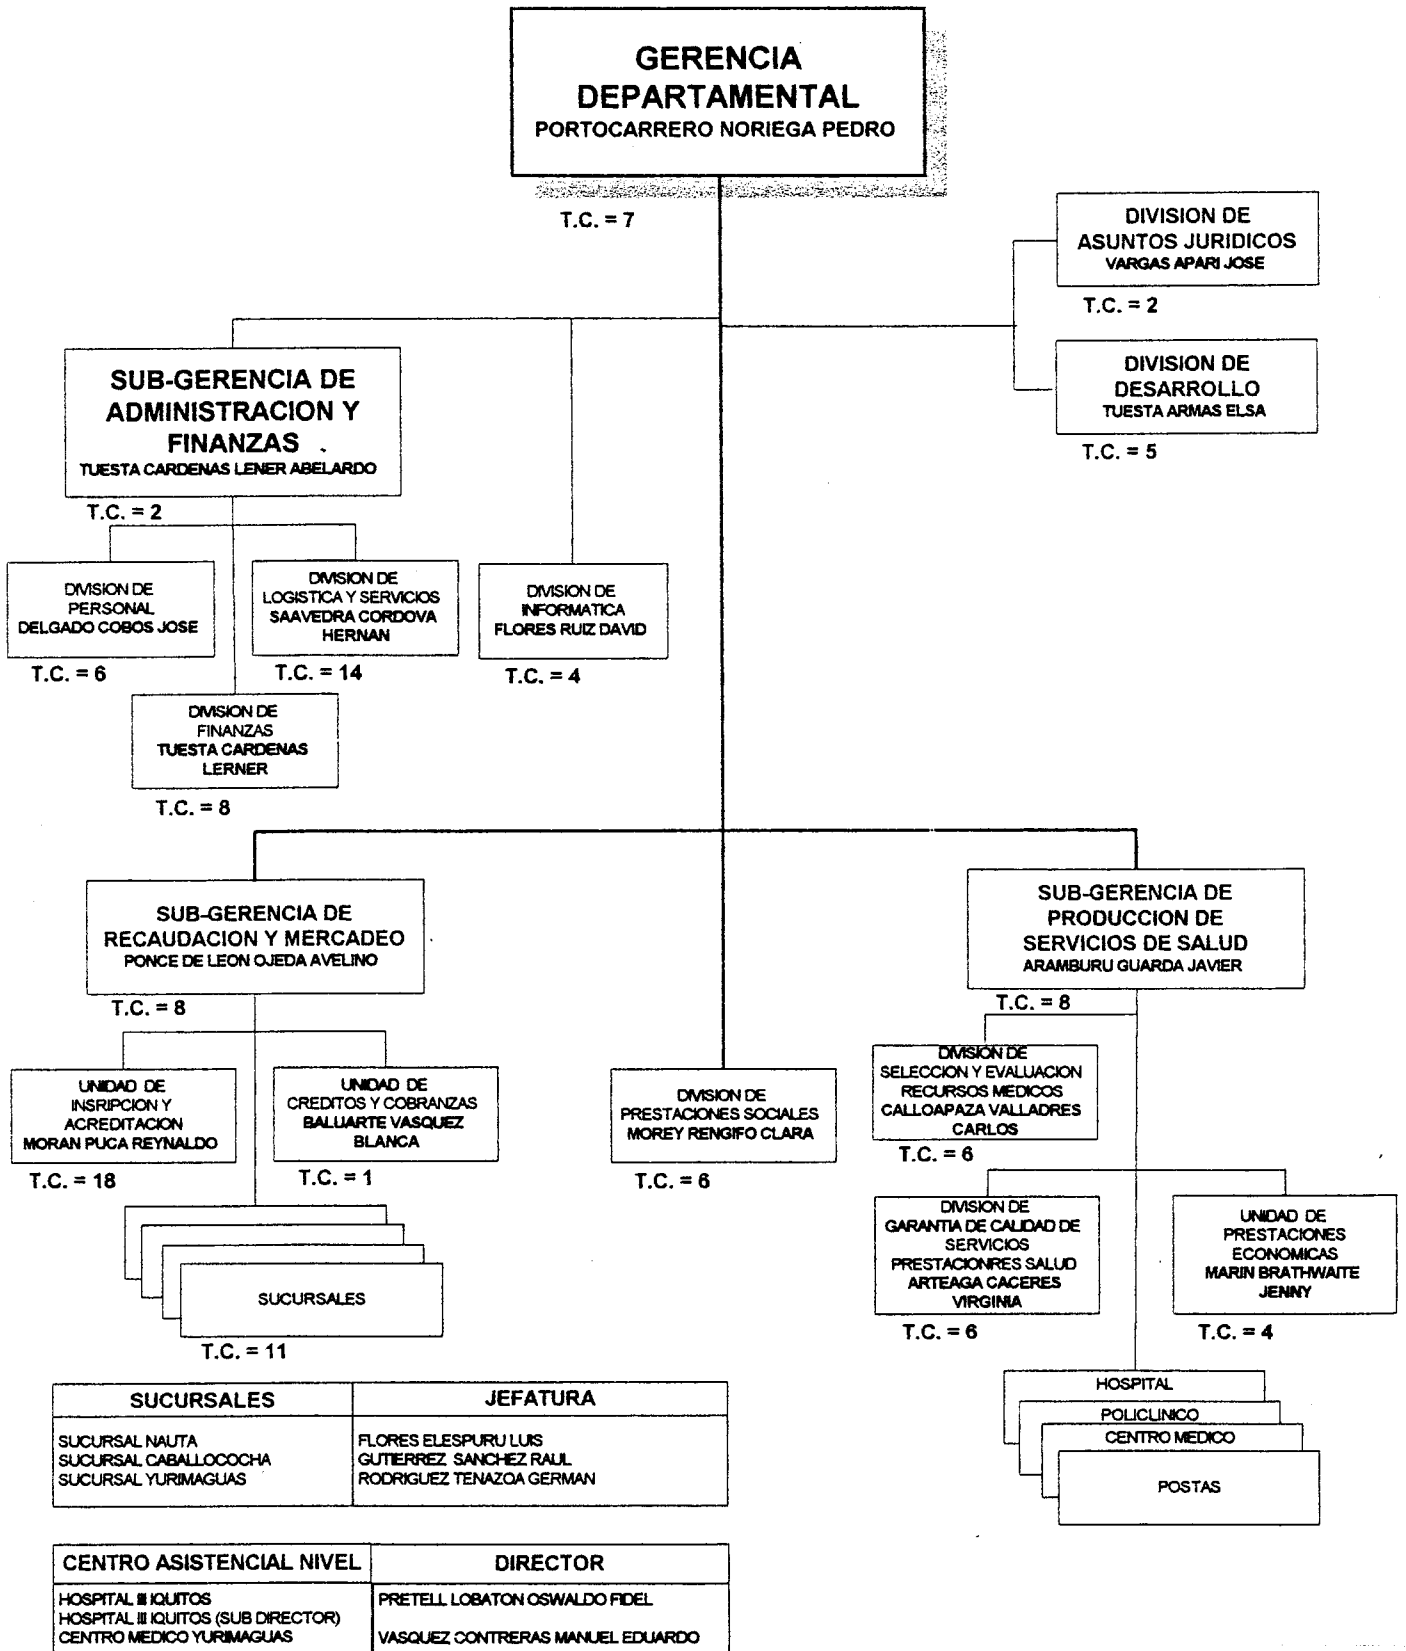 GERENCIA
DEPARTAMENTAL
PORTOCARRERO NORIEGA PEDRO
T.C. = 7
DIVISION DE
ASUNTOS JURIDICOS
VARGAS APARI JOSE
T.C. = 2
DIVISION DE
DESARROLLO
TUESTA ARMAS ELSA
T.C. = 5
SUB-GERENCIA DE
ADMINISTRACION Y
FINANZAS
TUESTA CARDENAS LENER ABELARDO
T.C. = 2
DIVISION DE
PERSONAL
DELGADO COBOS JOSE
T.C. = 6
DIVISION DE
LOGISTICA Y SERVICIOS
SAAVEDRA CORDOVA
HERNAN
T.C. = 14
DIVISION DE
INFORMATICA
FLORES RUIZ DAVID
T.C. = 4
DIVISION DE
FINANZAS
TUESTA CARDENAS
LERNER
T.C. = 8
SUB-GERENCIA DE
RECAUDACION Y MERCADEO
PONCE DE LEON OJEDA AVELINO
T.C. = 8
SUB-GERENCIA DE
PRODUCCION DE
SERVICIOS DE SALUD
ARAMBURU GUARDA JAVIER
T.C. = 8
UNIDAD DE
INSRIPCION Y
ACREDITACION
MORAN PUCA REYNALDO
T.C. = 18
UNIDAD DE
CREDITOS Y COBRANZAS
BALUARTE VASQUEZ
BLANCA
T.C. = 1
DIVISION DE
PRESTACIONES SOCIALES
MOREY RENGIFO CLARA
T.C. = 6
DIVISION DE
SELECCION Y EVALUACION
RECURSOS MEDICOS
CALLOAPAZA VALLADRES
CARLOS
T.C. = 6
DIVISION DE
GARANTIA DE CALIDAD DE
SERVICIOS
PRESTACIONRES SALUD
ARTEAGA CACERES
VIRGINIA
T.C. = 6
UNIDAD DE
PRESTACIONES
ECONOMICAS
MARIN BRATHWAITE
JENNY
T.C. = 4
SUCURSALES
T.C. = 11
HOSPITAL
POLICLINICO
CENTRO MEDICO
POSTAS
SUCURSALES JEFATURA
SUCURSAL NAUTA FLORES ELESPURU LUIS
SUCURSAL CABALLOCOCHA GUTIERREZ SANCHEZ RAUL
SUCURSAL YURIMAGUAS RODRIGUEZ TENAZOA GERMAN
CENTRO ASISTENCIAL NIVEL DIRECTOR
HOSPITAL III IQUITOS PRETELL LOBATON OSWALDO FIDEL
HOSPITAL III IQUITOS (SUB DIRECTOR)
CENTRO MEDICO YURIMAGUAS VASQUEZ CONTRERAS MANUEL EDUARDO